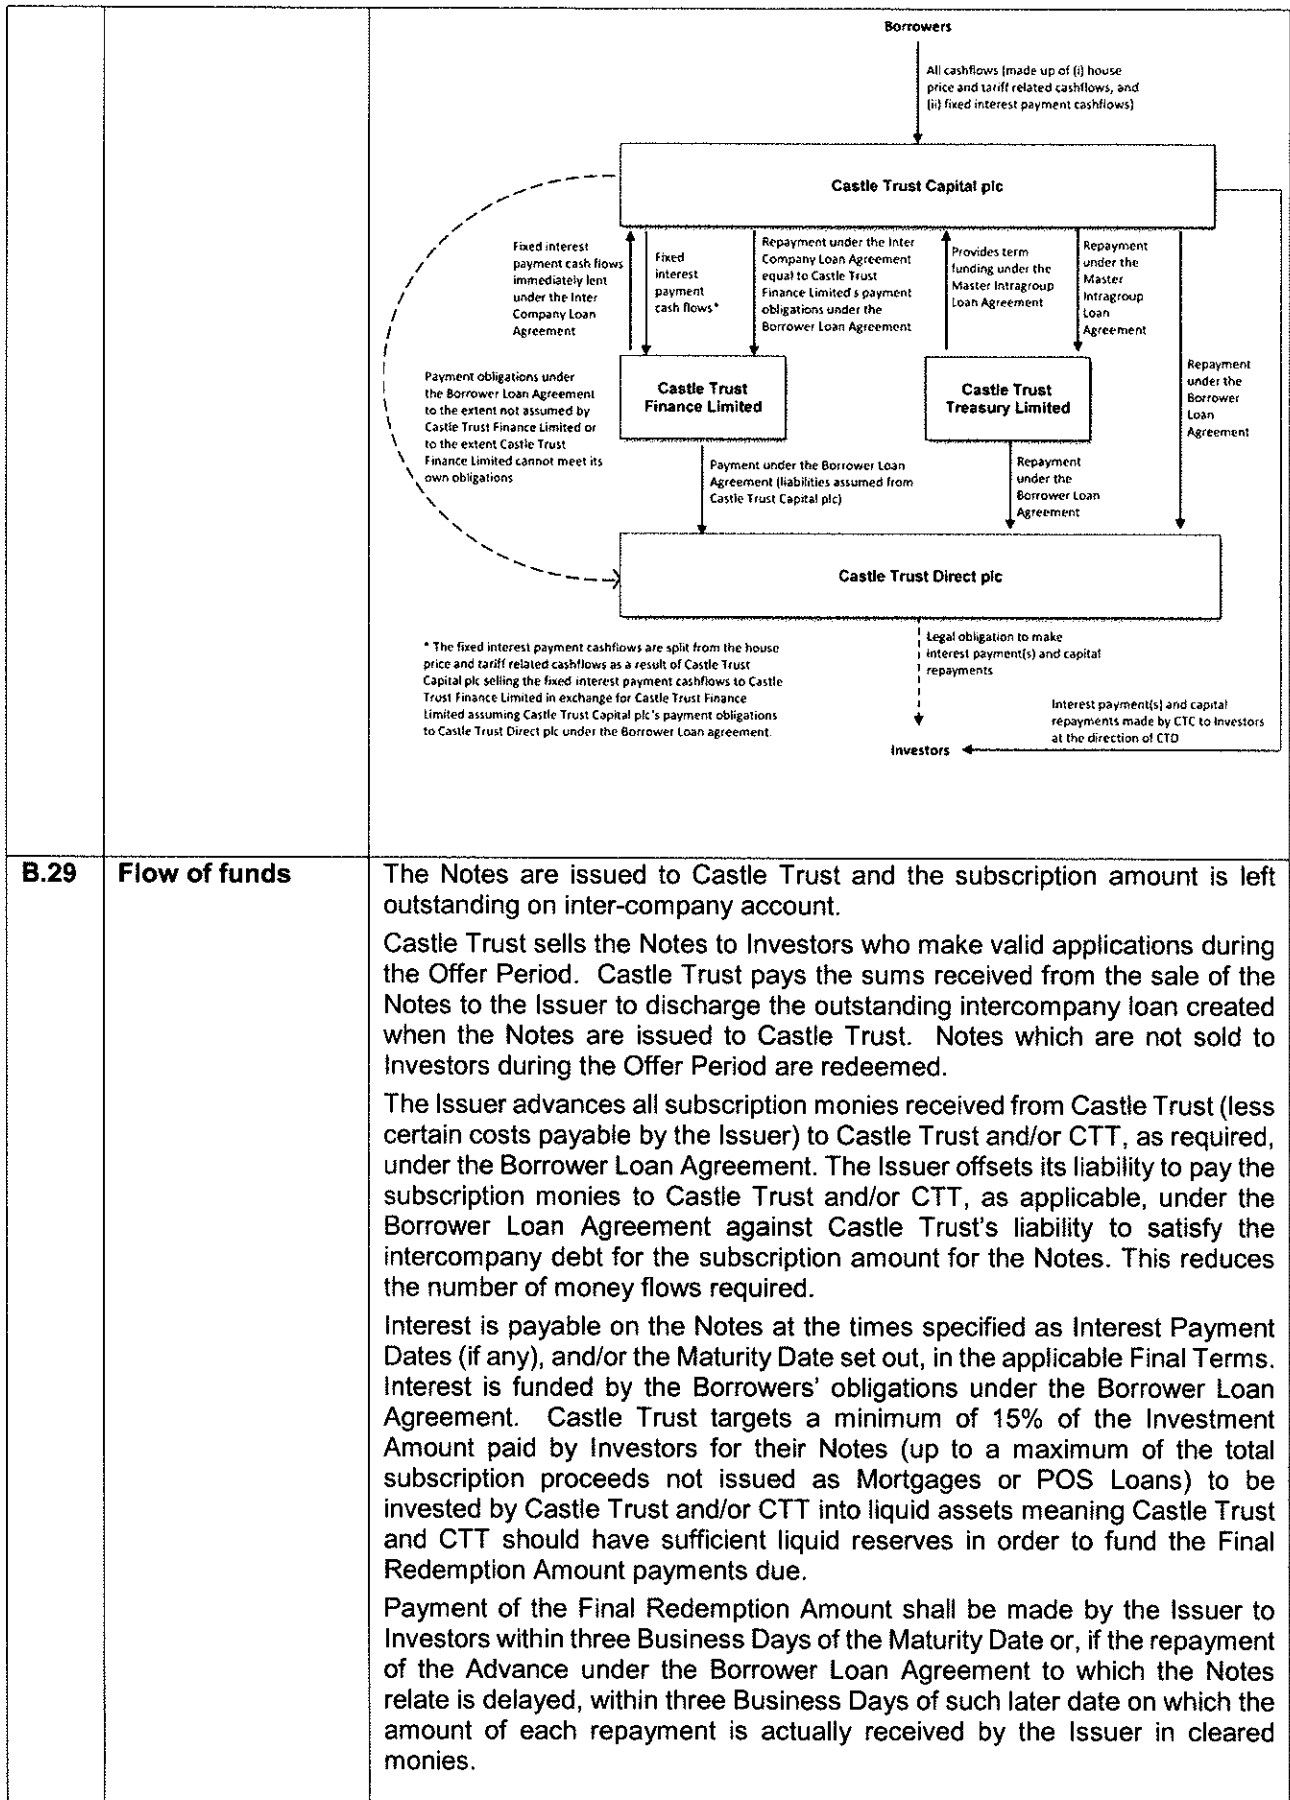 Borrowers
All cashflows (made up of (i) house
price and tariff related cashflows, and
(ii) fixed interest payment cashflows)
Castle Trust Capital plc
Fixed interest
payment cash flows
immediately lent
under the Inter
Company Loan
Agreement
Fixed
interest
payment
cash flows*
Repayment under the Inter
Company Loan Agreement
equal to Castle Trust
Finance Limited's payment
obligations under the
Borrower Loan Agreement
Provides term
funding under the
Master Intragroup
Loan Agreement
Repayment
under the
Master
Intragroup
Loan
Agreement
Repayment
under the
Borrower
Loan
Agreement
Payment obligations under
the Borrower Loan Agreement
to the extent not assumed by
Castle Trust Finance Limited or
to the extent Castle Trust
Finance Limited cannot meet its
own obligations
Castle Trust
Finance Limited
Castle Trust
Treasury Limited
Payment under the Borrower Loan
Agreement (liabilities assumed from
Castle Trust Capital plc)
Repayment
under the
Borrower Loan
Agreement
Castle Trust Direct plc
* The fixed interest payment cashflows are split from the house
price and tariff related cashflows as a result of Castle Trust
Capital plc selling the fixed interest payment cashflows to Castle
Trust Finance Limited in exchange for Castle Trust Finance
Limited assuming Castle Trust Capital plc's payment obligations
to Castle Trust Direct plc under the Borrower Loan agreement.
Legal obligation to make
interest payment(s) and capital
repayments
Interest payment(s) and capital
repayments made by CTC to Investors
at the direction of CTD
Investors
B.29 Flow of funds
The Notes are issued to Castle Trust and the subscription amount is left
outstanding on inter-company account.
Castle Trust sells the Notes to Investors who make valid applications during
the Offer Period. Castle Trust pays the sums received from the sale of the
Notes to the Issuer to discharge the outstanding intercompany loan created
when the Notes are issued to Castle Trust. Notes which are not sold to
Investors during the Offer Period are redeemed.
The Issuer advances all subscription monies received from Castle Trust (less
certain costs payable by the Issuer) to Castle Trust and/or CTT, as required,
under the Borrower Loan Agreement. The Issuer offsets its liability to pay the
subscription monies to Castle Trust and/or CTT, as applicable, under the
Borrower Loan Agreement against Castle Trust's liability to satisfy the
intercompany debt for the subscription amount for the Notes. This reduces
the number of money flows required.
Interest is payable on the Notes at the times specified as Interest Payment
Dates (if any), and/or the Maturity Date set out, in the applicable Final Terms.
Interest is funded by the Borrowers' obligations under the Borrower Loan
Agreement. Castle Trust targets a minimum of 15% of the Investment
Amount paid by Investors for their Notes (up to a maximum of the total
subscription proceeds not issued as Mortgages or POS Loans) to be
invested by Castle Trust and/or CTT into liquid assets meaning Castle Trust
and CTT should have sufficient liquid reserves in order to fund the Final
Redemption Amount payments due.
Payment of the Final Redemption Amount shall be made by the Issuer to
Investors within three Business Days of the Maturity Date or, if the repayment
of the Advance under the Borrower Loan Agreement to which the Notes
relate is delayed, within three Business Days of such later date on which the
amount of each repayment is actually received by the Issuer in cleared
monies.